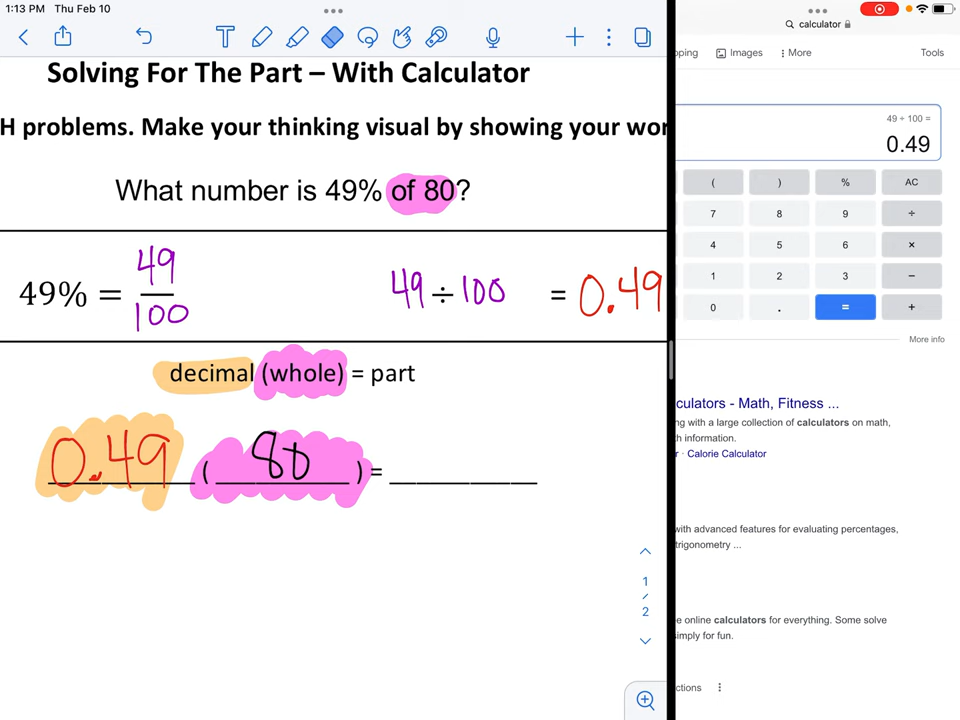 1:13 PM Thu Feb 10
calculator
Solving For The Part – With Calculator
H problems. Make your thinking visual by showing your wor
What number is 49% of 80?
49% = 49/100
49 ÷ 100 = 0.49
decimal (whole) = part
0.49 ( 80 ) =
1
2
pping Images More Tools
49 ÷ 100 =
0.49
( ) % AC
7 8 9 ÷
4 5 6 ×
1 2 3 −
0 . = +
More info
culators - Math, Fitness ...
ng with a large collection of calculators on math,
h information.
r · Calorie Calculator
with advanced features for evaluating percentages,
trigonometry ...
e online calculators for everything. Some solve
simply for fun.
ctions